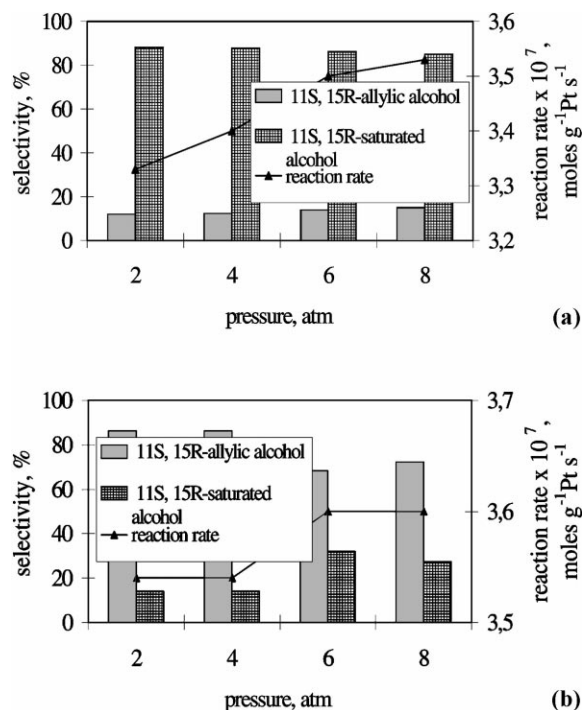 100
80
60
40
20
0
selectivity, %
11S, 15R-allylic alcohol
11S, 15R-saturated
alcohol
reaction rate
3,6
3,5
3,4
3,3
3,2
reaction rate x 10⁷ ,
moles g⁻¹Pt s⁻¹
2 4 6 8
pressure, atm
(a)
100
80
60
40
20
0
selectivity, %
11S, 15R-allylic alcohol
11S, 15R-saturated
alcohol
reaction rate
3,7
3,6
3,5
reaction rate x 10⁷ ,
moles g⁻¹Pt s⁻¹
2 4 6 8
pressure, atm
(b)